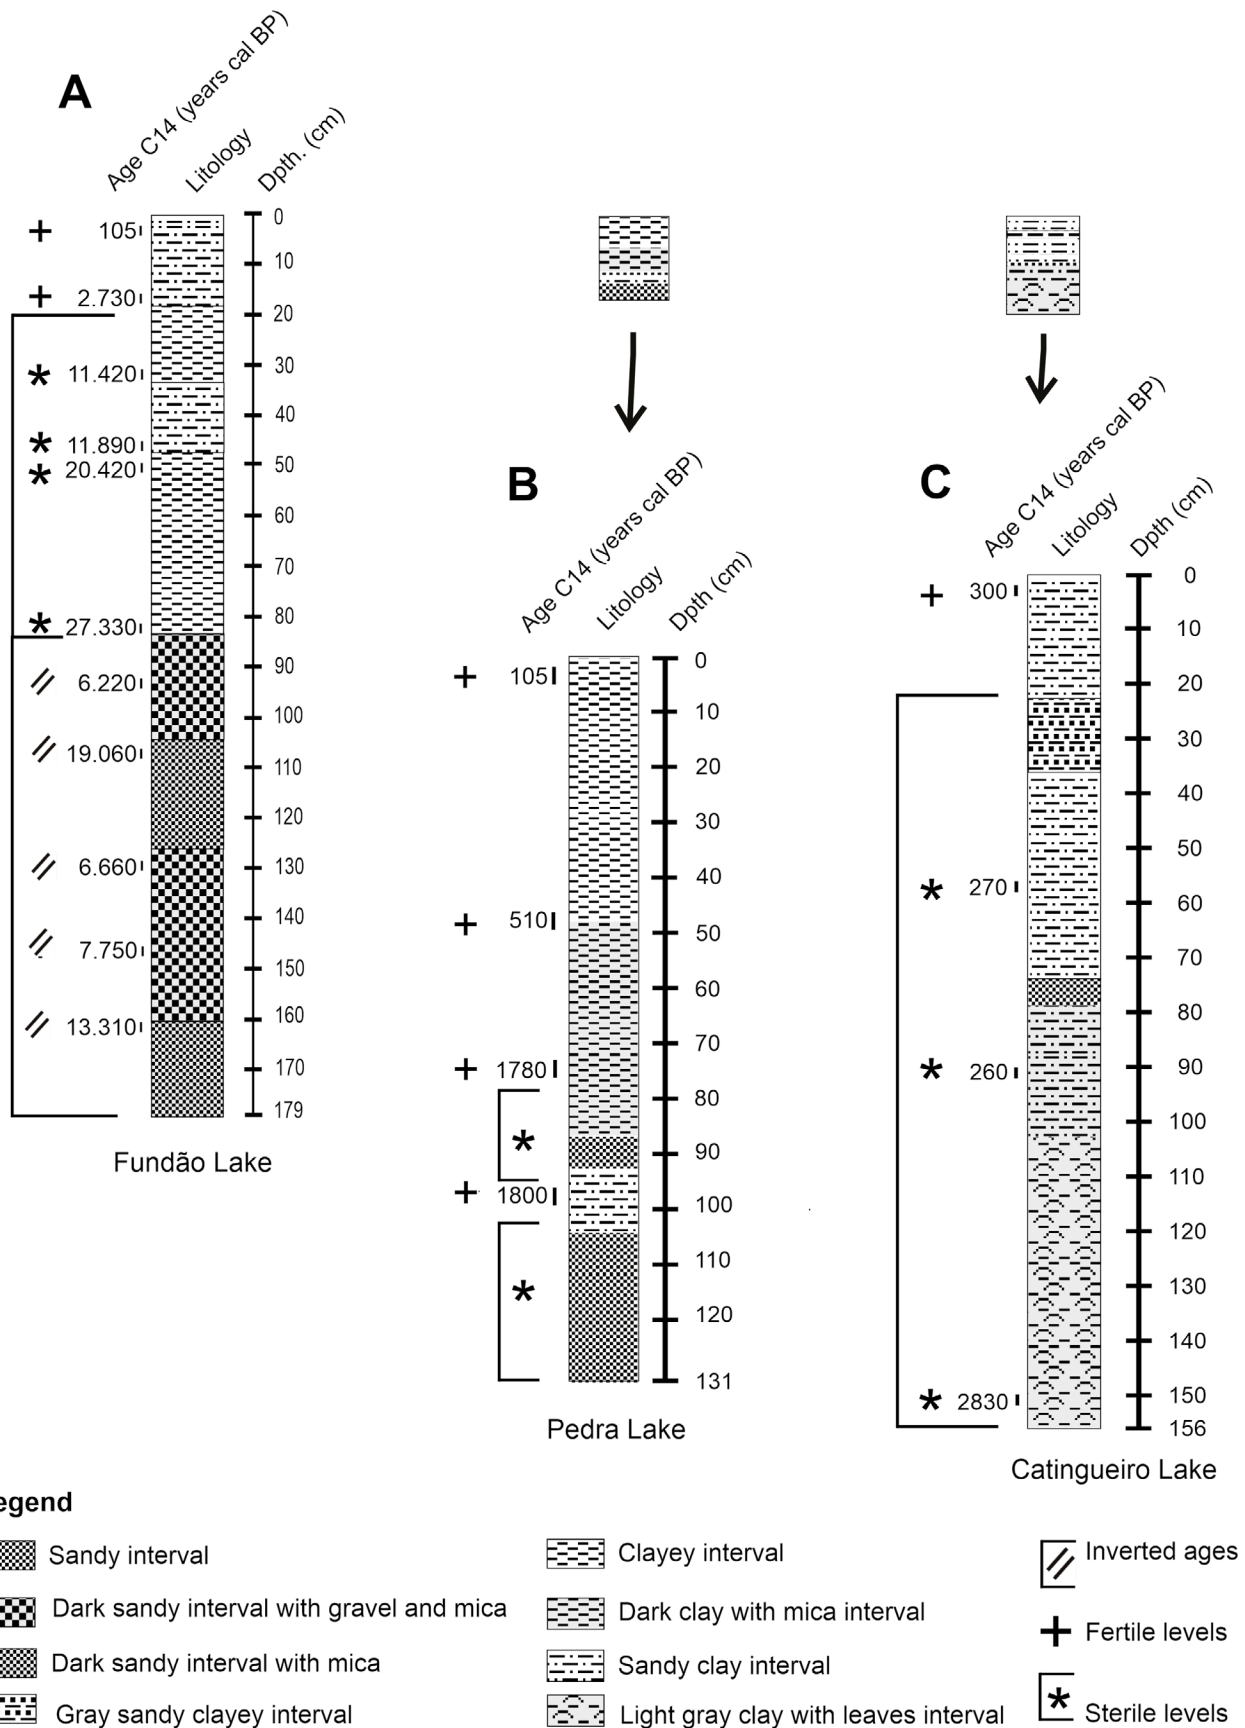 A
Age C14 (years cal BP)
Litology
Dpth. (cm)
105
2.730
11.420
11.890
20.420
27.330
6.220
19.060
6.660
7.750
13.310
0
10
20
30
40
50
60
70
80
90
100
110
120
130
140
150
160
170
179
Fundão Lake
B
Age C14 (years cal BP)
Litology
Dpth (cm)
105
510
1780
1800
0
10
20
30
40
50
60
70
80
90
100
110
120
131
Pedra Lake
C
Age C14 (years cal BP)
Litology
Dpth (cm)
300
270
260
2830
0
10
20
30
40
50
60
70
80
90
100
110
120
130
140
150
156
Catingueiro Lake
egend
Sandy interval
Dark sandy interval with gravel and mica
Dark sandy interval with mica
Gray sandy clayey interval
Clayey interval
Dark clay with mica interval
Sandy clay interval
Light gray clay with leaves interval
Inverted ages
Fertile levels
Sterile levels